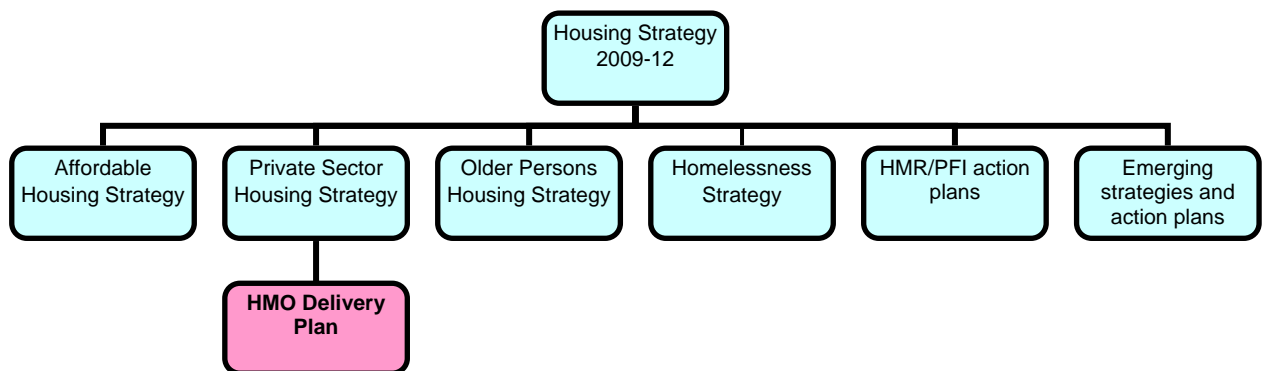 Housing Strategy
2009-12
Affordable
Housing Strategy
Private Sector
Housing Strategy
Older Persons
Housing Strategy
Homelessness
Strategy
HMR/PFI action
plans
Emerging
strategies and
action plans
HMO Delivery
Plan